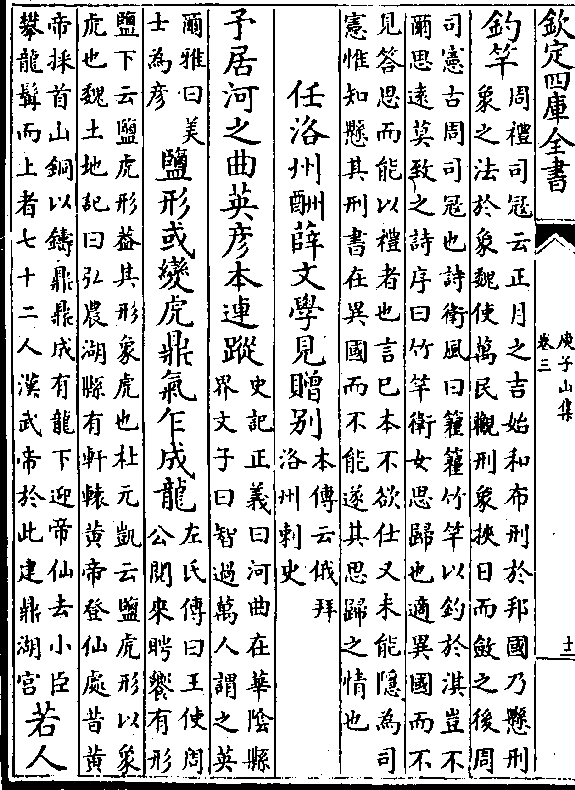 欽定四庫全書
庾子山集
卷三
十二
釣竿
周禮司冦云正月之吉始和布刑於邦國乃懸刑
象之法於象魏使萬民觀刑象挾日而斂之後周
司憲古周司冦也詩衛風曰籊籊竹竿以釣於淇豈不
爾思遠莫致之詩序曰竹竿衛女思歸也適異國而不
見答思而能以禮者也言已本不欲仕又未能隱為司
憲惟知懸其刑書在異國而不能遂其思歸之情也
任洛州酬薛文學見贈别
本傳云俄拜
洛州刺史
予居河之曲英彦本連蹤
史記正義曰河曲在華陰縣
界文子曰智過萬人謂之英
爾雅曰美
士為彦
鹽形或變虎鼎氣乍成龍
左氏傳曰王使周
公閱來聘饗有形
鹽下云鹽虎形益其形象虎也杜元凱云鹽虎形以象
虎也魏土地記曰弘農湖縣有軒轅黄帝登仙處昔黄
帝採首山銅以鑄鼎鼎成有龍下迎帝仙去小臣
攀龍髯而上者七十二人漢武帝於此建鼎湖宫
若人